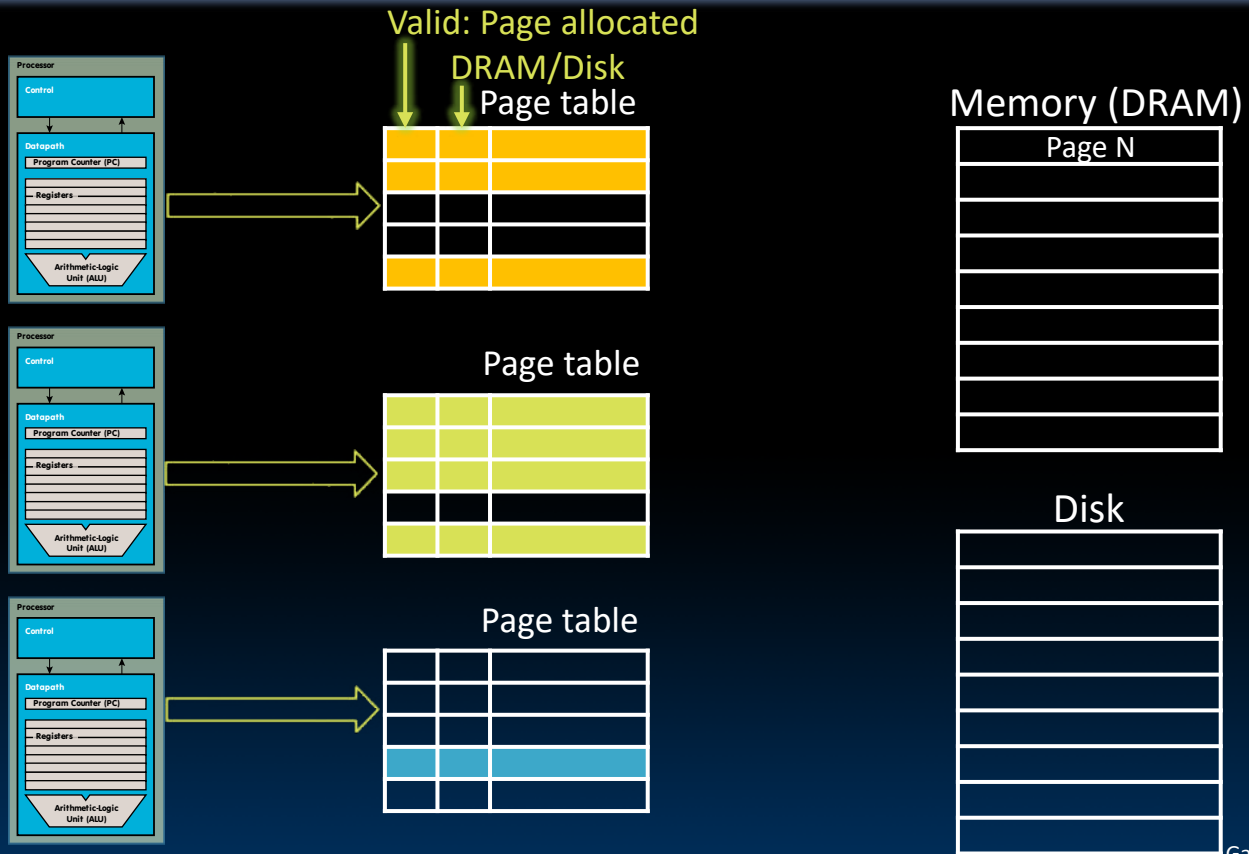 Valid: Page allocated
DRAM/Disk
Page table
Processor
Control
Datapath
Program Counter (PC)
Registers
Arithmetic-Logic
Unit (ALU)
Memory (DRAM)
Page N
Processor
Control
Datapath
Program Counter (PC)
Registers
Arithmetic-Logic
Unit (ALU)
Page table
Disk
Processor
Control
Datapath
Program Counter (PC)
Registers
Arithmetic-Logic
Unit (ALU)
Page table